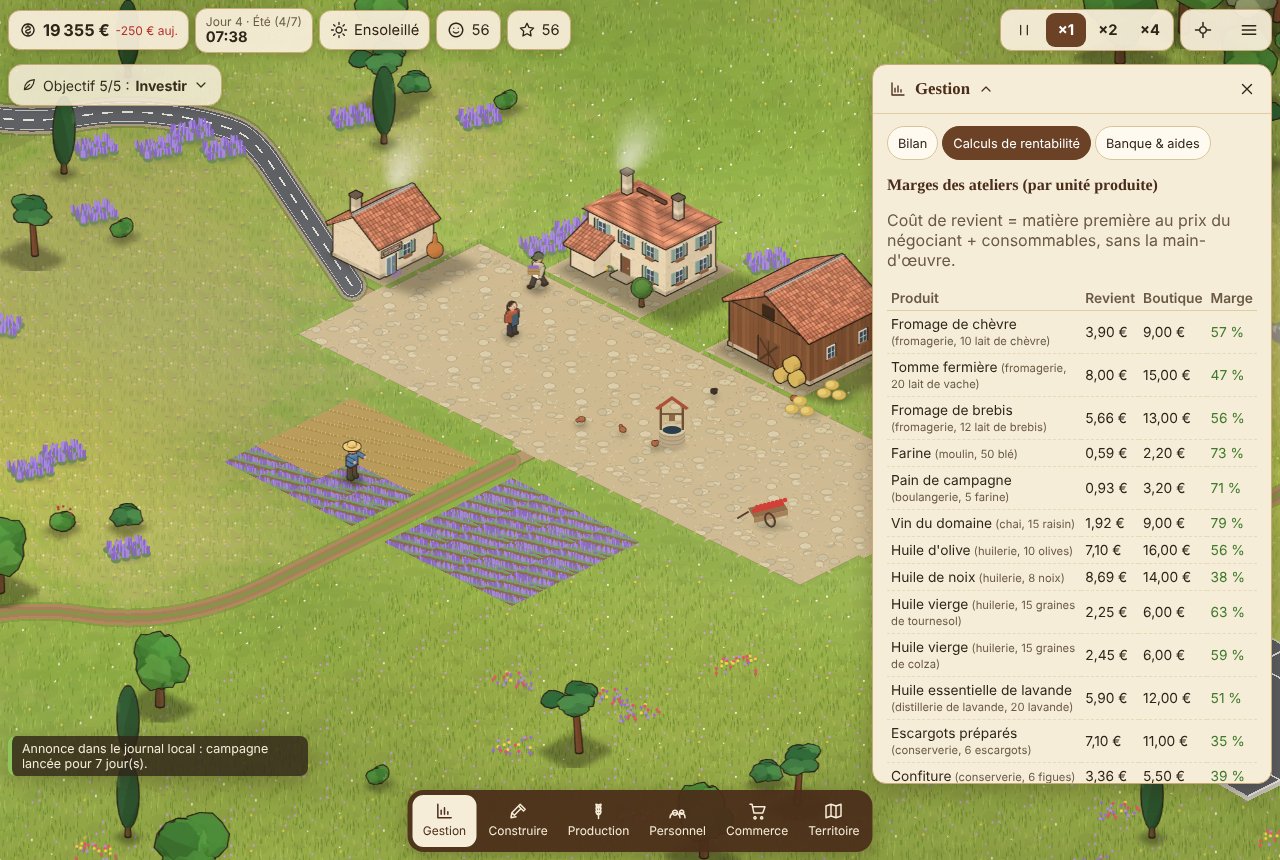 19 355 € -250 € auj.
Jour 4 · Été (4/7)
07:38
Ensoleillé
56
56
×1
×2
×4
Objectif 5/5 : Investir
Gestion
Bilan
Calculs de rentabilité
Banque & aides
Marges des ateliers (par unité produite)
Coût de revient = matière première au prix du
négociant + consommables, sans la main-
d'œuvre.
Produit Revient Boutique Marge
Fromage de chèvre
(fromagerie, 10 lait de chèvre)
3,90 € 9,00 € 57 %
Tomme fermière (fromagerie,
20 lait de vache)
8,00 € 15,00 € 47 %
Fromage de brebis
(fromagerie, 12 lait de brebis)
5,66 € 13,00 € 56 %
Farine (moulin, 50 blé) 0,59 € 2,20 € 73 %
Pain de campagne
(boulangerie, 5 farine)
0,93 € 3,20 € 71 %
Vin du domaine (chai, 15 raisin) 1,92 € 9,00 € 79 %
Huile d'olive (huilerie, 10 olives) 7,10 € 16,00 € 56 %
Huile de noix (huilerie, 8 noix) 8,69 € 14,00 € 38 %
Huile vierge (huilerie, 15 graines
de tournesol)
2,25 € 6,00 € 63 %
Huile vierge (huilerie, 15 graines
de colza)
2,45 € 6,00 € 59 %
Huile essentielle de lavande
(distillerie de lavande, 20 lavande)
5,90 € 12,00 € 51 %
Escargots préparés
(conserverie, 6 escargots)
7,10 € 11,00 € 35 %
Confiture (conserverie, 6 figues) 3,36 € 5,50 € 39 %
Annonce dans le journal local : campagne
lancée pour 7 jour(s).
Gestion
Construire
Production
Personnel
Commerce
Territoire